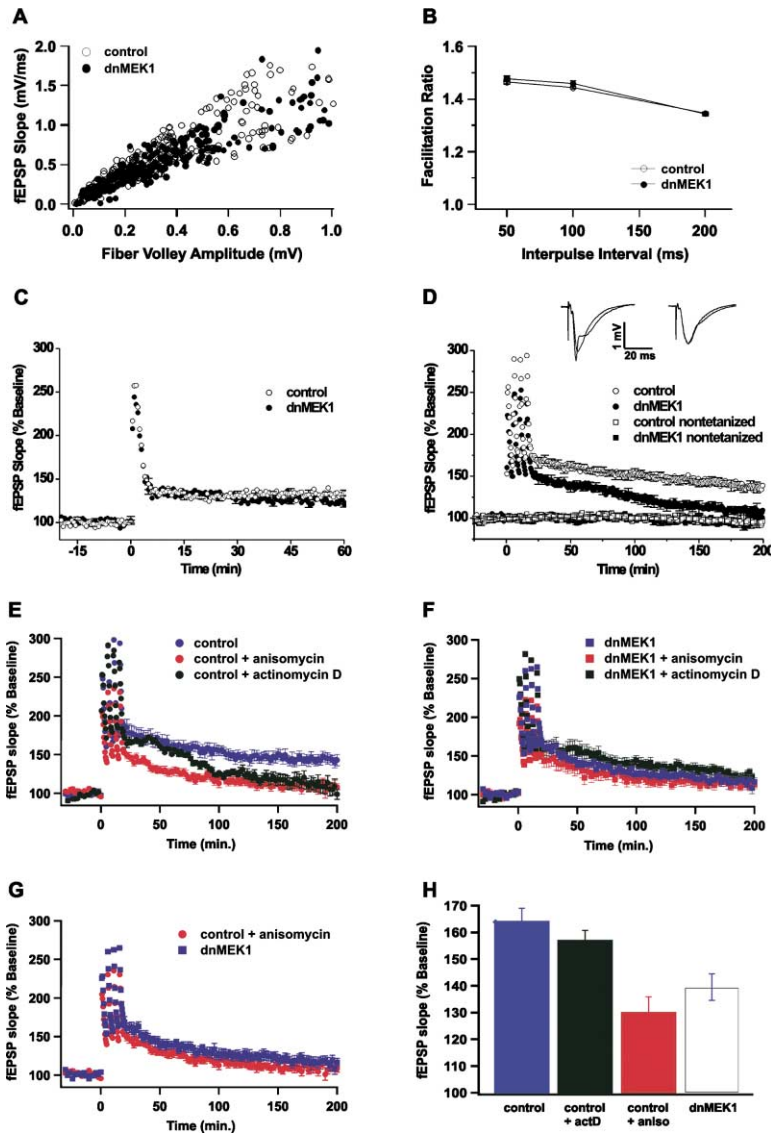 A
control
dnMEK1
fEPSP Slope (mV/ms)
2.0
1.5
1.0
0.5
0.0
0.0 0.2 0.4 0.6 0.8 1.0
Fiber Volley Amplitude (mV)
B
Facilitation Ratio
1.6
1.4
1.2
1.0
control
dnMEK1
50 100 150 200
Interpulse Interval (ms)
C
fEPSP Slope (% Baseline)
300
250
200
150
100
control
dnMEK1
-15 0 15 30 45 60
Time (min)
D
1 mV
20 ms
fEPSP Slope (% Baseline)
300
250
200
150
100
control
dnMEK1
control nontetanized
dnMEK1 nontetanized
0 50 100 150 200
Time (min)
E
fEPSP slope (% Baseline)
300
250
200
150
100
control
control + anisomycin
control + actinomycin D
0 50 100 150 200
Time (min.)
F
fEPSP slope (% Baseline)
300
250
200
150
100
dnMEK1
dnMEK1 + anisomycin
dnMEK1 + actinomycin D
0 50 100 150 200
Time (min.)
G
fEPSP slope (% Baseline)
300
250
200
150
100
control + anisomycin
dnMEK1
0 50 100 150 200
Time (min.)
H
fEPSP slope (% Baseline)
170
160
150
140
130
120
110
100
control control + actD control + aniso dnMEK1